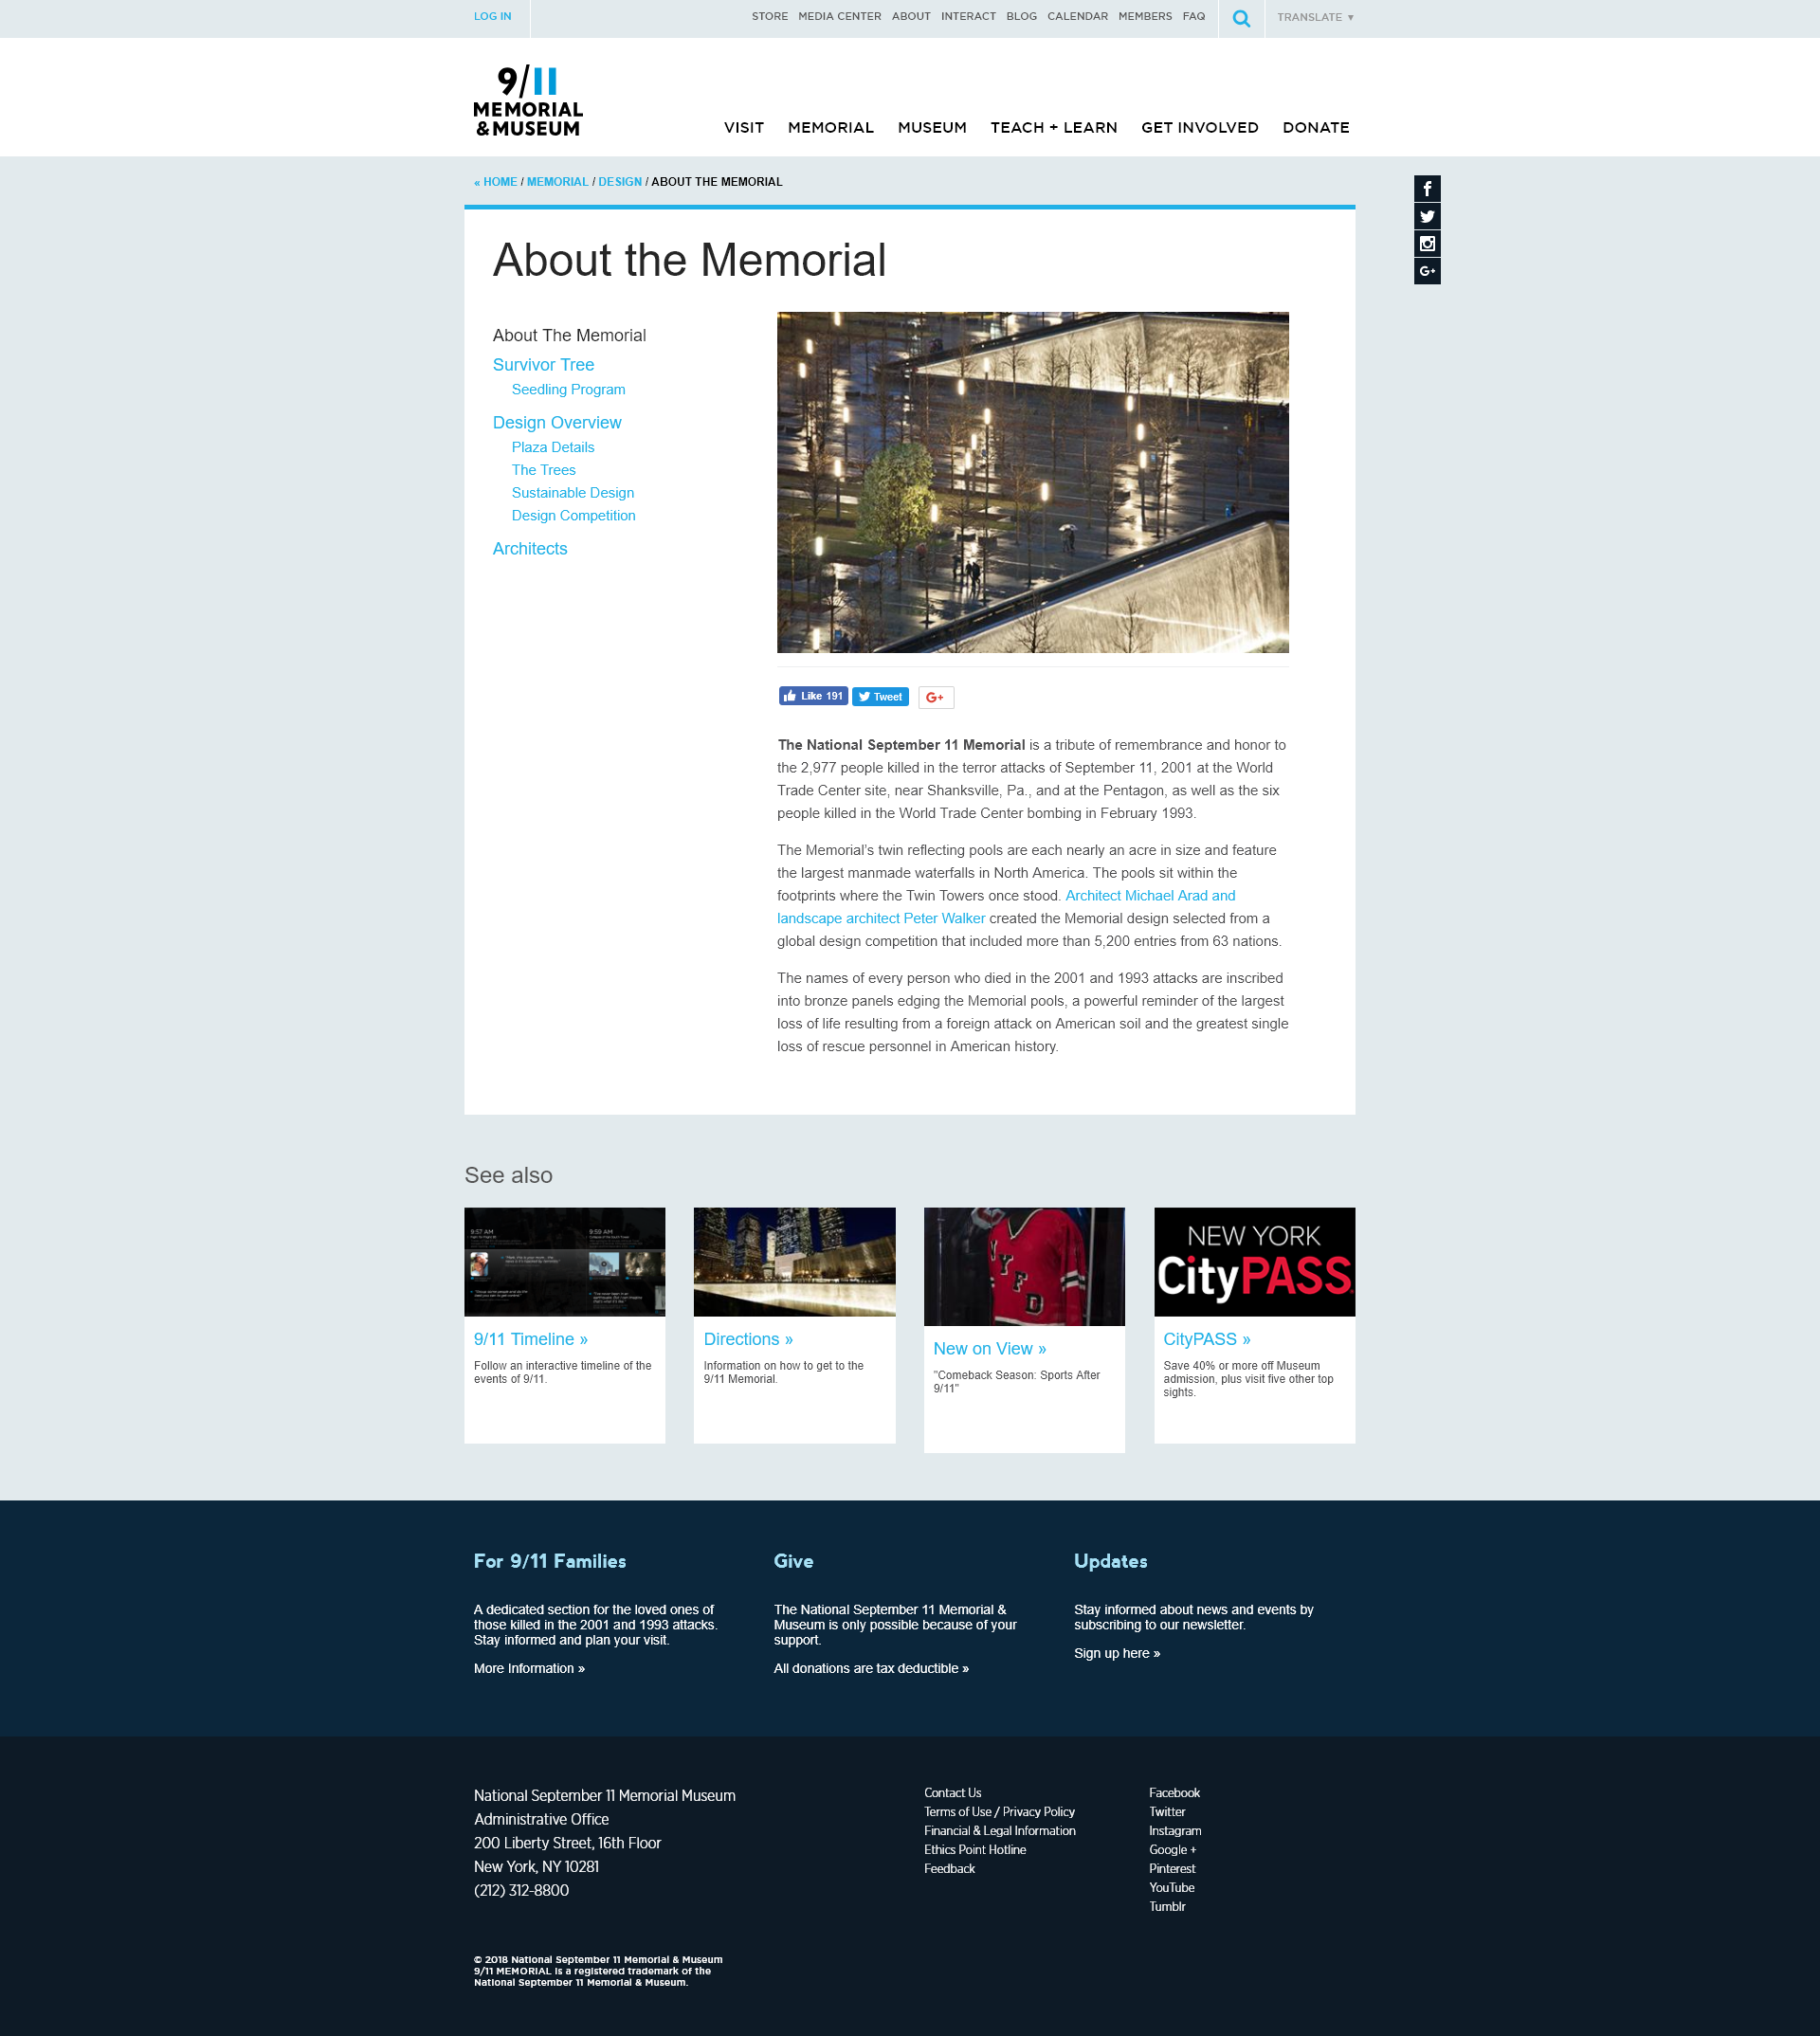 LOG IN
STORE MEDIA CENTER ABOUT INTERACT BLOG CALENDAR MEMBERS FAQ
TRANSLATE ▼
9/11
MEMORIAL
&MUSEUM
VISIT MEMORIAL MUSEUM TEACH + LEARN GET INVOLVED DONATE
« HOME / MEMORIAL / DESIGN / ABOUT THE MEMORIAL
About the Memorial
About The Memorial
Survivor Tree
Seedling Program
Design Overview
Plaza Details
The Trees
Sustainable Design
Design Competition
Architects
Like 191
Tweet
G+
The National September 11 Memorial is a tribute of remembrance and honor to
the 2,977 people killed in the terror attacks of September 11, 2001 at the World
Trade Center site, near Shanksville, Pa., and at the Pentagon, as well as the six
people killed in the World Trade Center bombing in February 1993.
The Memorial's twin reflecting pools are each nearly an acre in size and feature
the largest manmade waterfalls in North America. The pools sit within the
footprints where the Twin Towers once stood. Architect Michael Arad and
landscape architect Peter Walker created the Memorial design selected from a
global design competition that included more than 5,200 entries from 63 nations.
The names of every person who died in the 2001 and 1993 attacks are inscribed
into bronze panels edging the Memorial pools, a powerful reminder of the largest
loss of life resulting from a foreign attack on American soil and the greatest single
loss of rescue personnel in American history.
See also
9:57 AM
9:59 AM
9/11 Timeline »
Follow an interactive timeline of the
events of 9/11.
Directions »
Information on how to get to the
9/11 Memorial.
NYFD
New on View »
"Comeback Season: Sports After
9/11"
NEW YORK
CityPASS
CityPASS »
Save 40% or more off Museum
admission, plus visit five other top
sights.
For 9/11 Families
A dedicated section for the loved ones of
those killed in the 2001 and 1993 attacks.
Stay informed and plan your visit.
More Information »
Give
The National September 11 Memorial &
Museum is only possible because of your
support.
All donations are tax deductible »
Updates
Stay informed about news and events by
subscribing to our newsletter.
Sign up here »
National September 11 Memorial Museum
Administrative Office
200 Liberty Street, 16th Floor
New York, NY 10281
(212) 312-8800
Contact Us
Terms of Use / Privacy Policy
Financial & Legal Information
Ethics Point Hotline
Feedback
Facebook
Twitter
Instagram
Google +
Pinterest
YouTube
Tumblr
© 2018 National September 11 Memorial & Museum
9/11 MEMORIAL is a registered trademark of the
National September 11 Memorial & Museum.